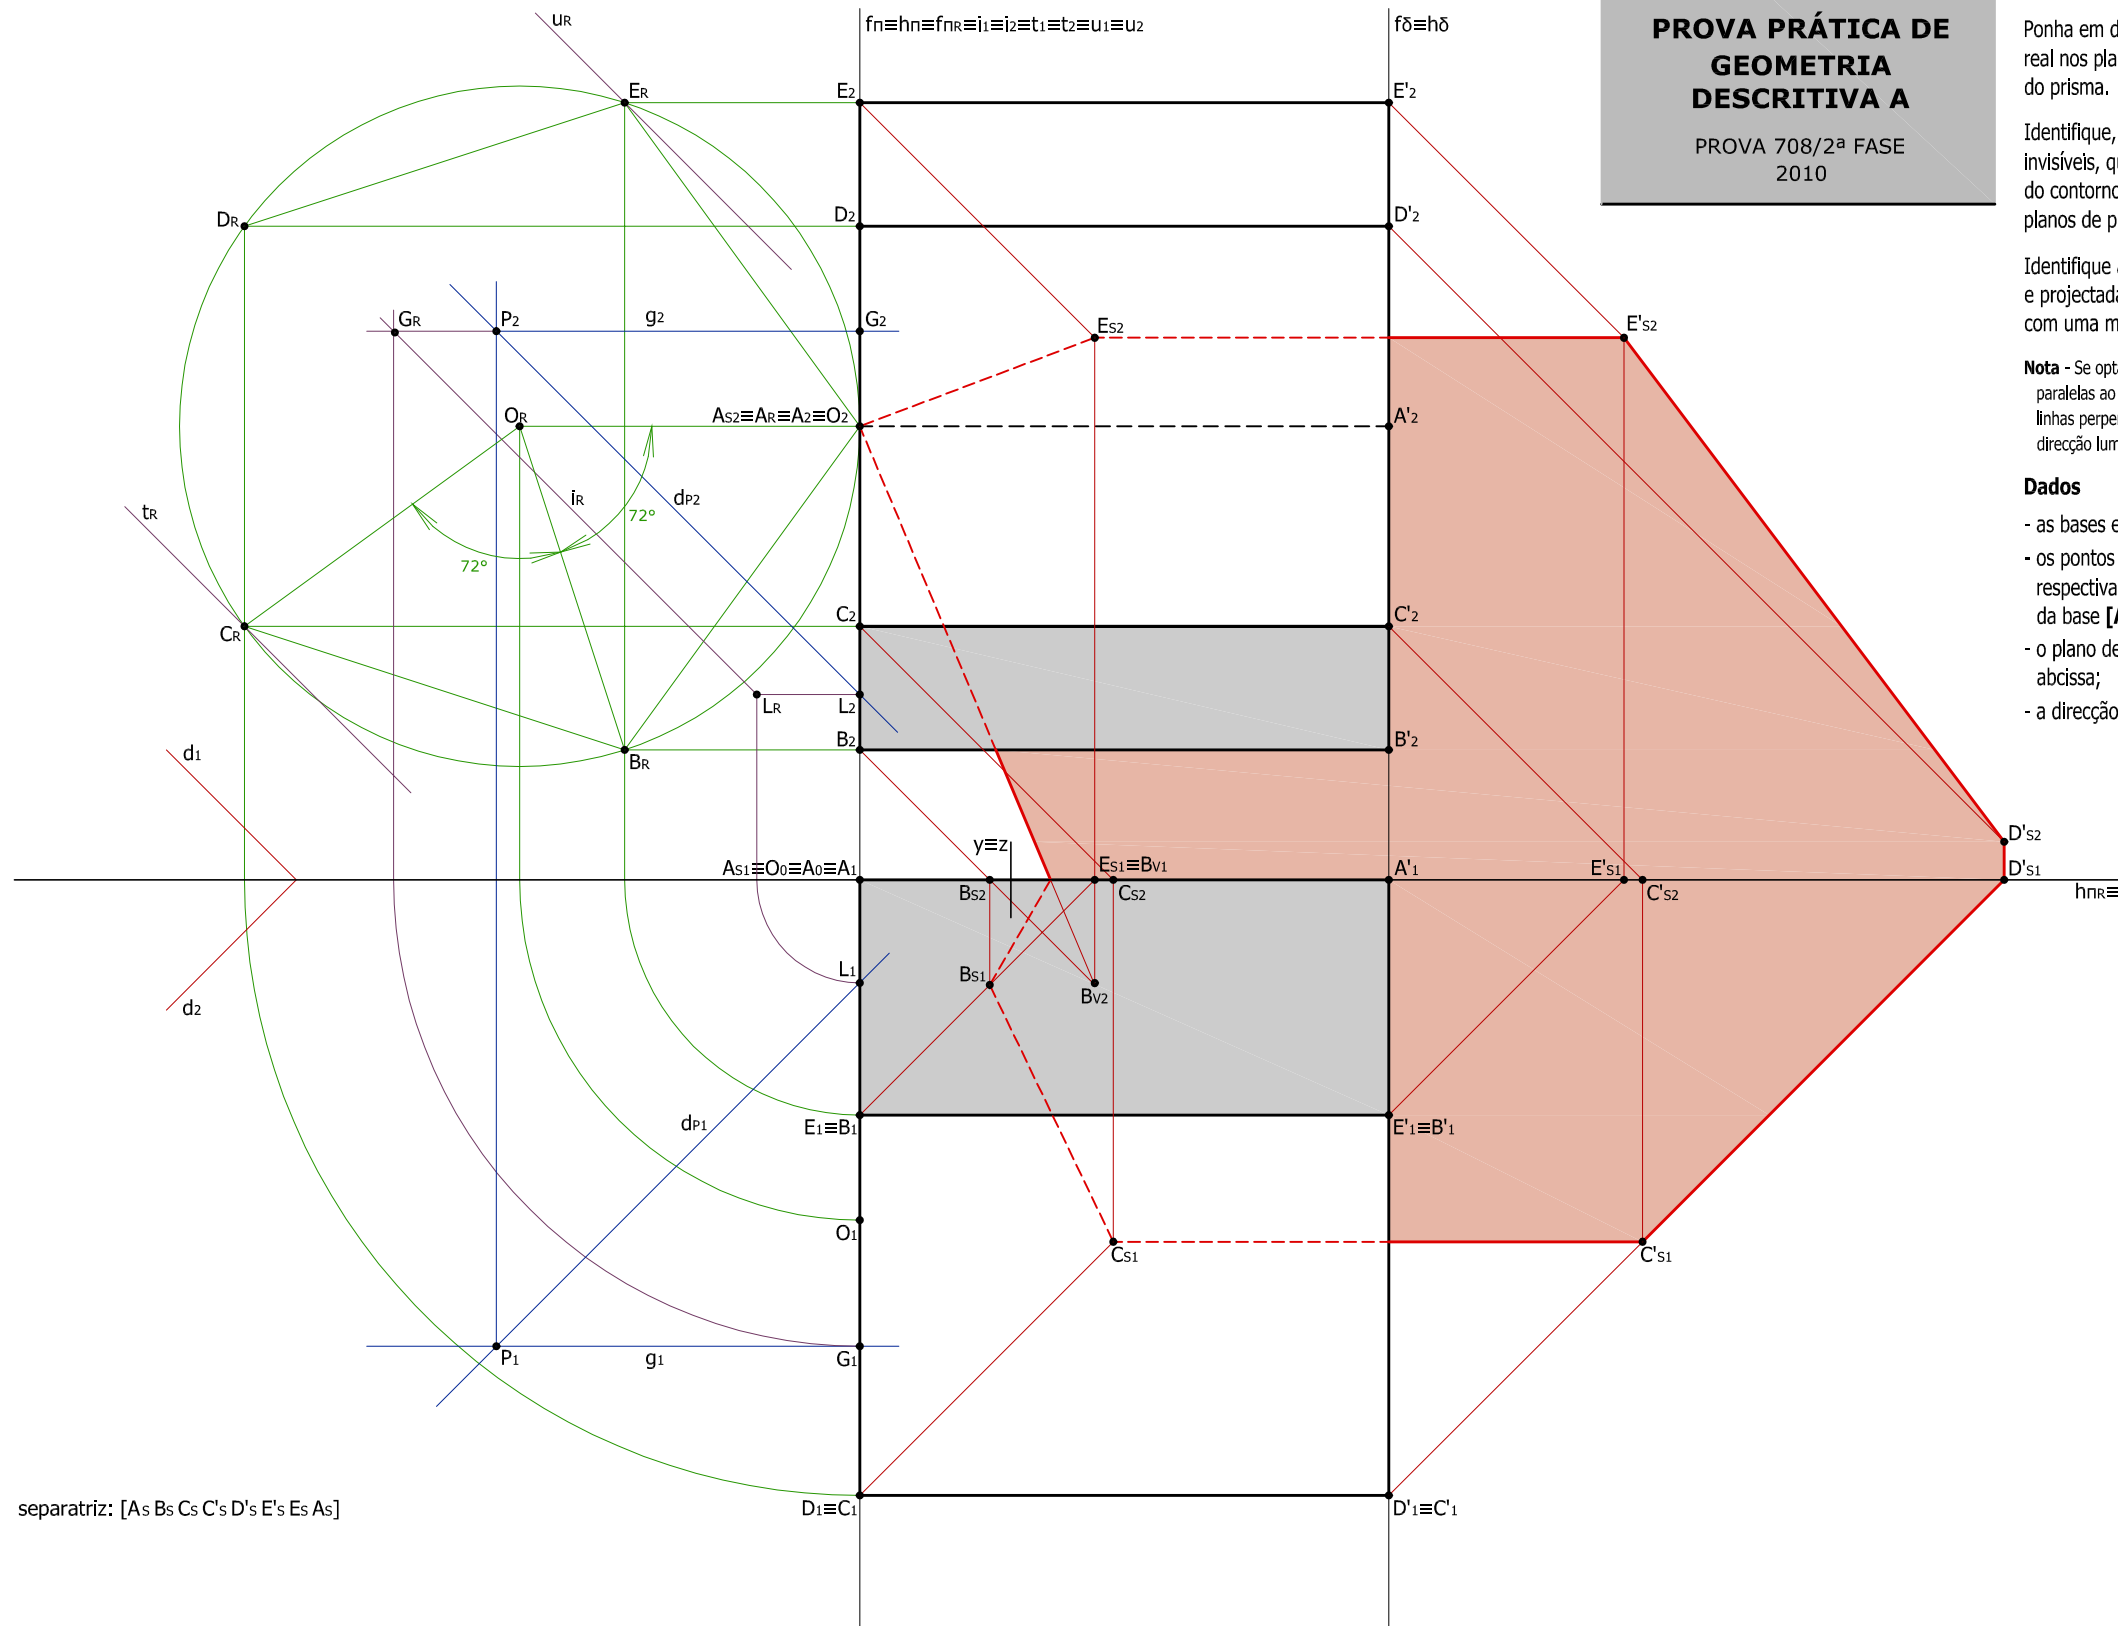 uR
fπ≡hπ≡fπR≡i1≡i2≡t1≡t2≡u1≡u2
fδ≡hδ
PROVA PRÁTICA DE
GEOMETRIA
DESCRITIVA A
PROVA 708/2ª FASE
2010
Ponha em d
real nos pla
do prisma.
Identifique,
invisíveis, q
do contorno
planos de p
Identifique
e projectad
com uma m
Nota - Se opt
paralelas ao
linhas perpe
direcção lum
Dados
- as bases e
- os pontos
respectiva
da base [A
- o plano de
abcissa;
- a direcção
ER
E2
E'2
DR
D2
D'2
GR
P2
g2
G2
ES2
E'S2
OR
AS2≡AR≡A2≡O2
A'2
tR
iR
dP2
72°
72°
CR
C2
C'2
LR
L2
BR
B2
B'2
d1
d2
y≡z
AS1≡O0≡A0≡A1
ES1≡BV1
A'1
E'S1
D'S2
D'S1
BS2
CS2
C'S2
hπR≡
L1
BS1
BV2
dP1
E1≡B1
E'1≡B'1
O1
CS1
C'S1
P1
g1
G1
separatriz: [AS BS CS C'S D'S E'S ES AS]
D1≡C1
D'1≡C'1